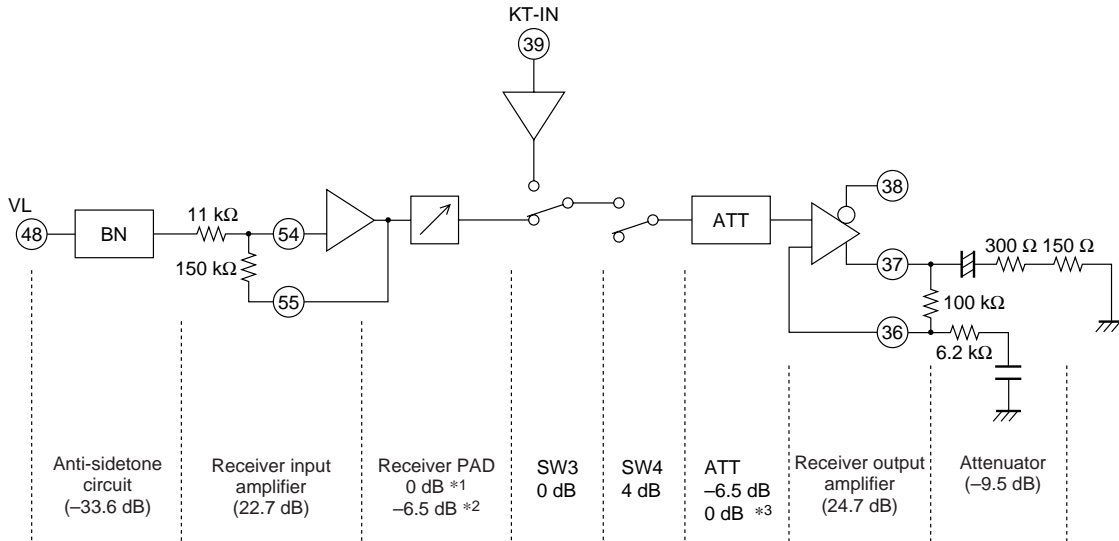 KT-IN
39
VL
48
BN
11 kΩ
54
150 kΩ
55
ATT
38
37
300 Ω 150 Ω
100 kΩ
36
6.2 kΩ
Anti-sidetone
circuit
(–33.6 dB)
Receiver input
amplifier
(22.7 dB)
Receiver PAD
0 dB *1
–6.5 dB *2
SW3
0 dB
SW4
4 dB
ATT
–6.5 dB
0 dB *3
Receiver output
amplifier
(24.7 dB)
Attenuator
(–9.5 dB)